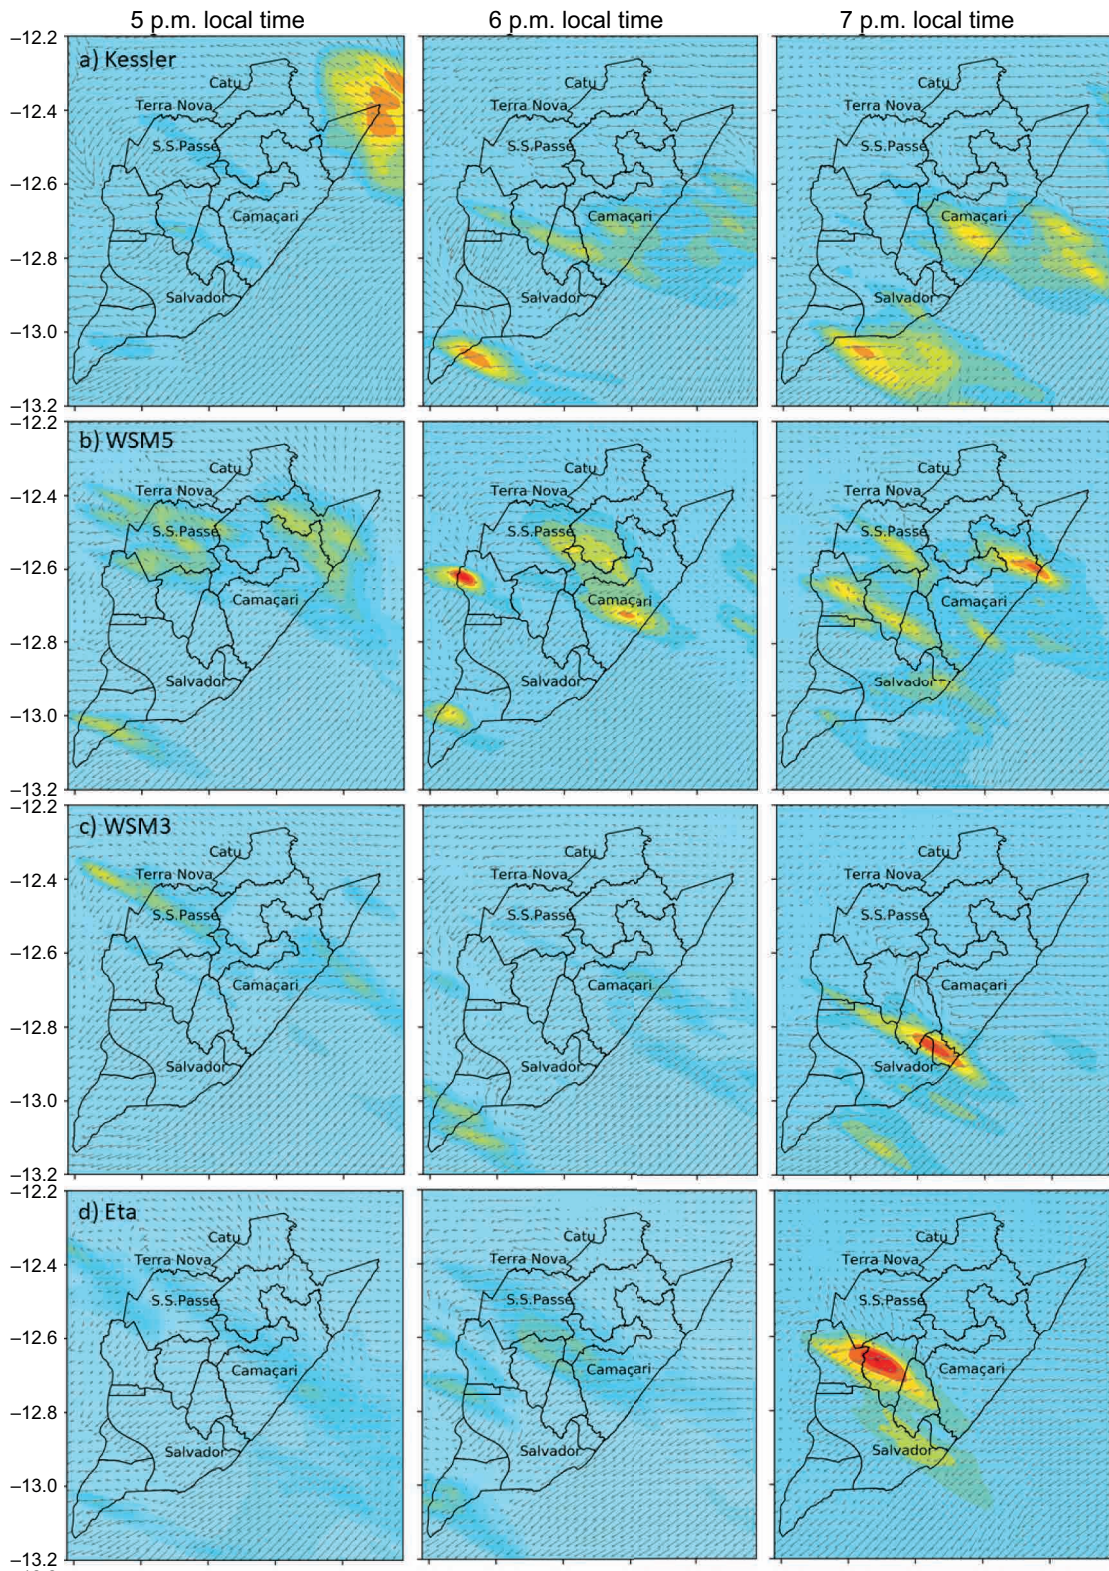 5 p.m. local time 6 p.m. local time 7 p.m. local time
−12.2
a) Kessler
Catu Catu Catu
−12.4
Terra Nova Terra Nova Terra Nova
S.S.Passe S.S.Passe S.S.Passe
−12.6
Camaçari Camaçari Camaçari
−12.8
Salvador Salvador Salvador
−13.0
−13.2
−12.2
b) WSM5
Catu Catu Catu
−12.4
Terra Nova Terra Nova Terra Nova
S.S.Passe S.S.Passe S.S.Passe
−12.6
Camaçari Camaçari Camaçari
−12.8
Salvador Salvador Salvador
−13.0
−13.2
−12.2
c) WSM3
Catu Catu Catu
−12.4
Terra Nova Terra Nova Terra Nova
S.S.Passe S.S.Passe S.S.Passe
−12.6
Camaçari Camaçari Camaçari
−12.8
Salvador Salvador Salvador
−13.0
−13.2
−12.2
d) Eta
Catu Catu Catu
−12.4
Terra Nova Terra Nova Terra Nova
S.S.Passe S.S.Passe S.S.Passe
−12.6
Camaçari Camaçari Camaçari
−12.8
Salvador Salvador Salvador
−13.0
−13.2